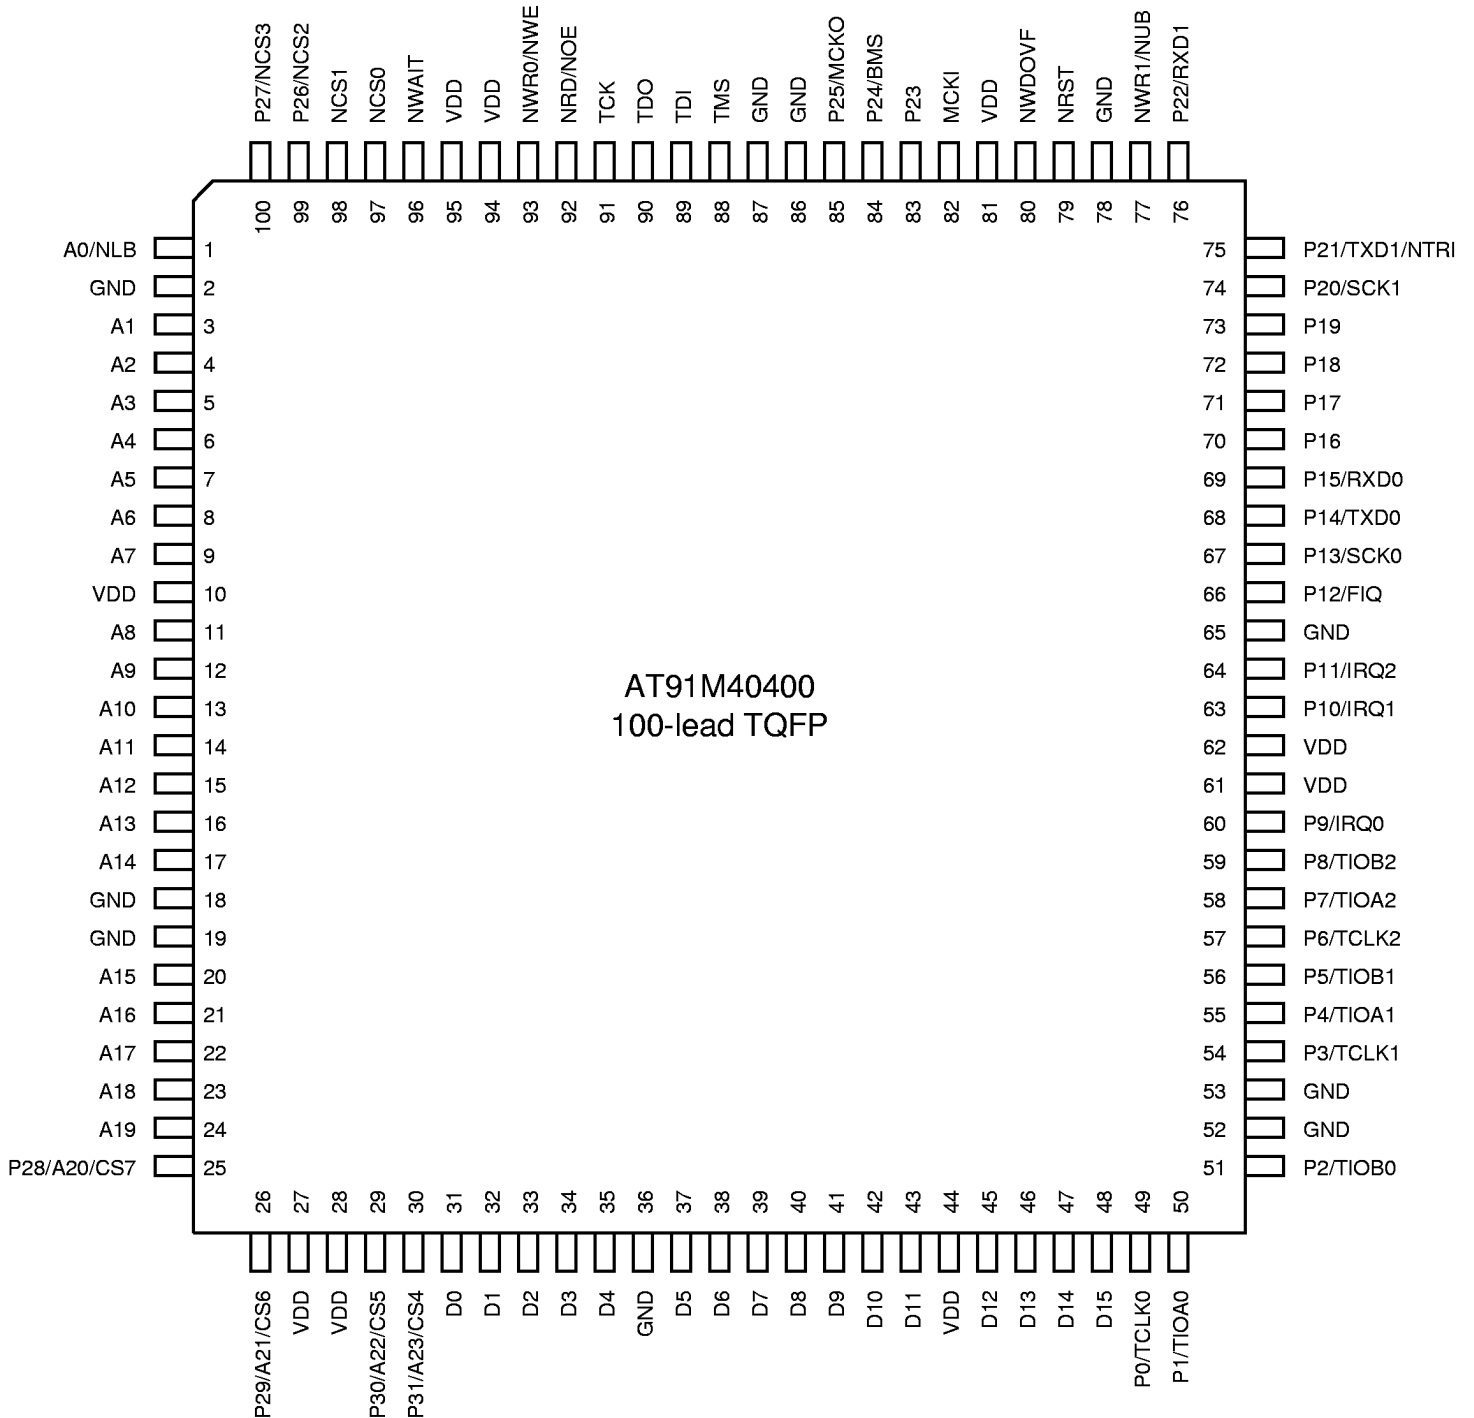 P27/NCS3
P26/NCS2
NCS1
NCS0
NWAIT
VDD
VDD
NWR0/NWE
NRD/NOE
TCK
TDO
TDI
TMS
GND
GND
P25/MCKO
P24/BMS
P23
MCKI
VDD
NWDOVF
NRST
GND
NWR1/NUB
P22/RXD1
100 99 98 97 96 95 94 93 92 91 90 89 88 87 86 85 84 83 82 81 80 79 78 77 76
A0/NLB 1
GND 2
A1 3
A2 4
A3 5
A4 6
A5 7
A6 8
A7 9
VDD 10
A8 11
A9 12
A10 13
A11 14
A12 15
A13 16
A14 17
GND 18
GND 19
A15 20
A16 21
A17 22
A18 23
A19 24
P28/A20/CS7 25
AT91M40400
100-lead TQFP
75 P21/TXD1/NTRI
74 P20/SCK1
73 P19
72 P18
71 P17
70 P16
69 P15/RXD0
68 P14/TXD0
67 P13/SCK0
66 P12/FIQ
65 GND
64 P11/IRQ2
63 P10/IRQ1
62 VDD
61 VDD
60 P9/IRQ0
59 P8/TIOB2
58 P7/TIOA2
57 P6/TCLK2
56 P5/TIOB1
55 P4/TIOA1
54 P3/TCLK1
53 GND
52 GND
51 P2/TIOB0
26 27 28 29 30 31 32 33 34 35 36 37 38 39 40 41 42 43 44 45 46 47 48 49 50
P29/A21/CS6
VDD
VDD
P30/A22/CS5
P31/A23/CS4
D0
D1
D2
D3
D4
GND
D5
D6
D7
D8
D9
D10
D11
VDD
D12
D13
D14
D15
P0/TCLK0
P1/TIOA0